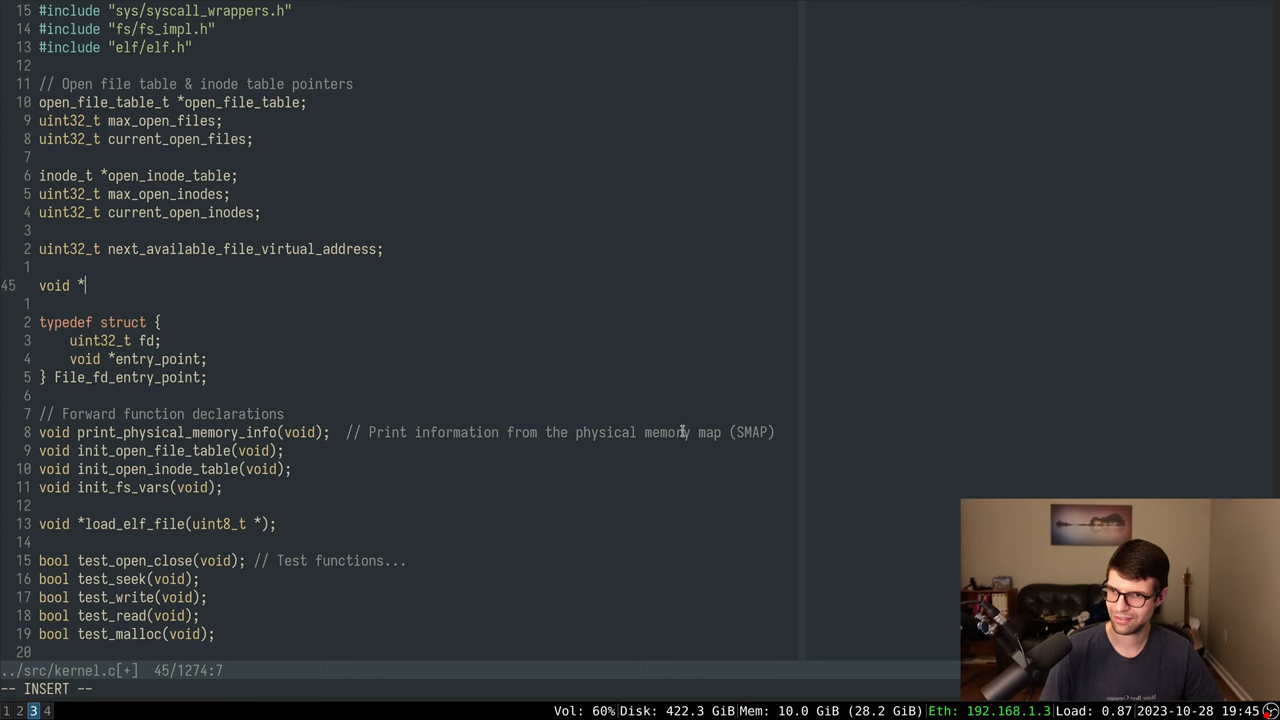 15 #include "sys/syscall_wrappers.h"
14 #include "fs/fs_impl.h"
13 #include "elf/elf.h"
12
11 // Open file table & inode table pointers
10 open_file_table_t *open_file_table;
9 uint32_t max_open_files;
8 uint32_t current_open_files;
7
6 inode_t *open_inode_table;
5 uint32_t max_open_inodes;
4 uint32_t current_open_inodes;
3
2 uint32_t next_available_file_virtual_address;
1
45 void *
1
2 typedef struct {
3 uint32_t fd;
4 void *entry_point;
5 } File_fd_entry_point;
6
7 // Forward function declarations
8 void print_physical_memory_info(void); // Print information from the physical memory map (SMAP)
9 void init_open_file_table(void);
10 void init_open_inode_table(void);
11 void init_fs_vars(void);
12
13 void *load_elf_file(uint8_t *);
14
15 bool test_open_close(void); // Test functions...
16 bool test_seek(void);
17 bool test_write(void);
18 bool test_read(void);
19 bool test_malloc(void);
20
../src/kernel.c[+] 45/1274:7
-- INSERT --
1 2 3 4 Vol: 60% Disk: 422.3 GiB Mem: 10.0 GiB (28.2 GiB) Eth: 192.168.1.3 Load: 0.87 2023-10-28 19:45